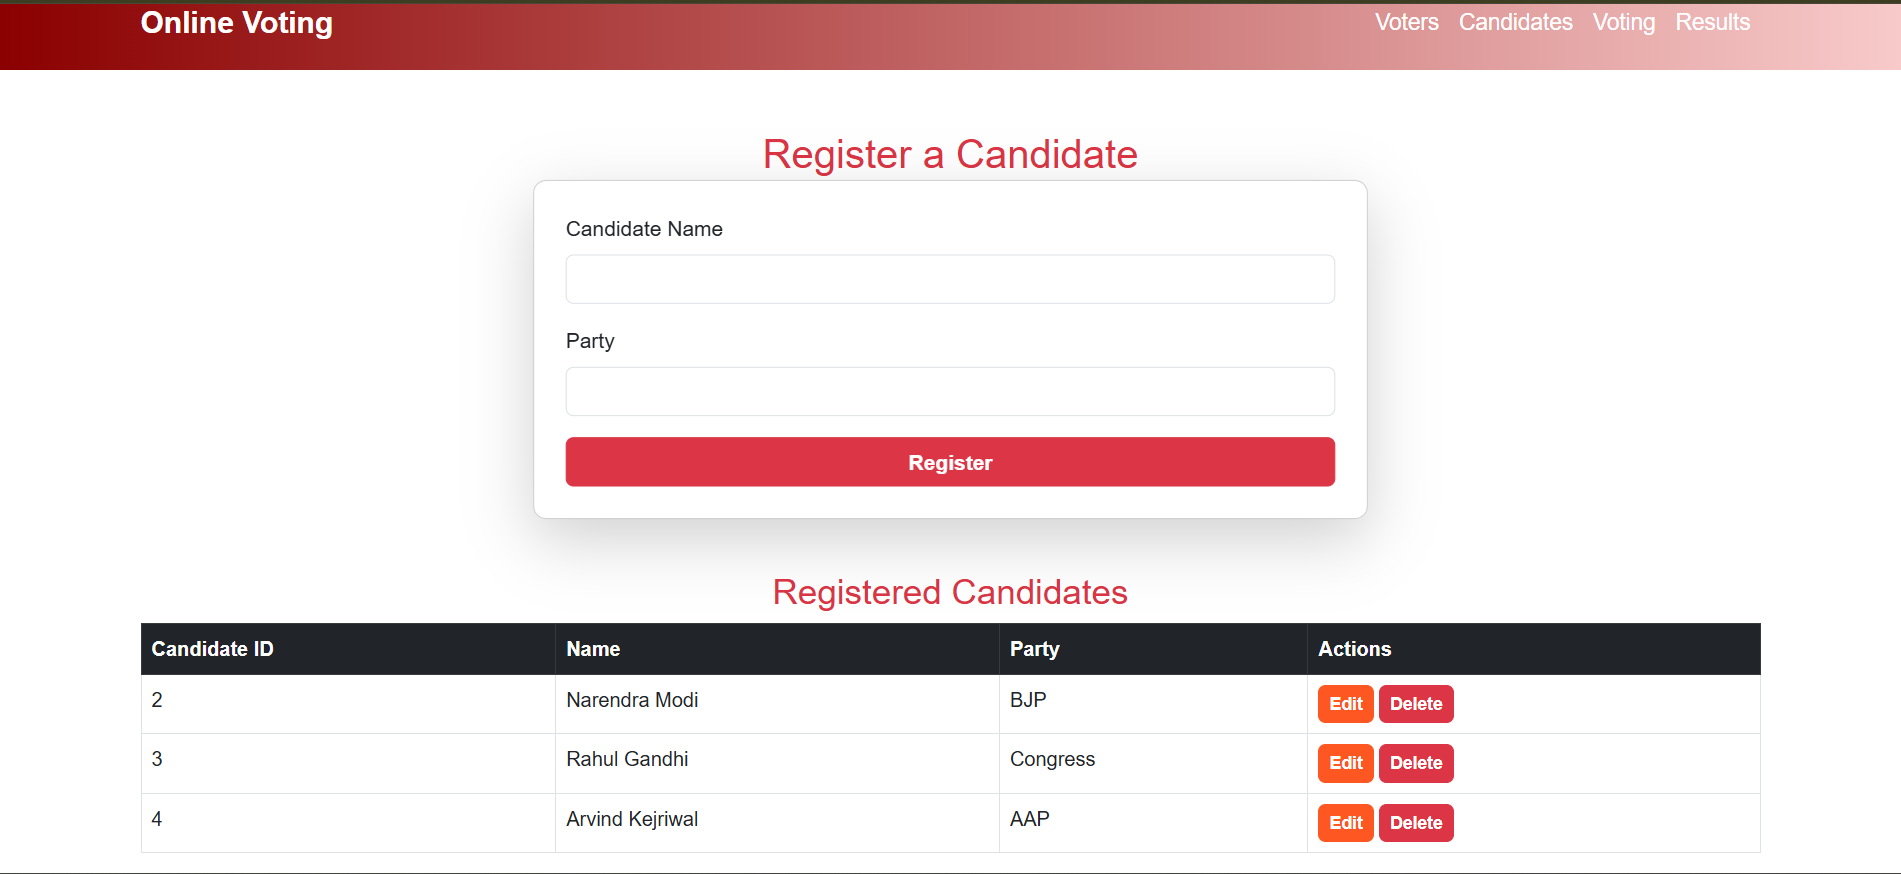 Online Voting
Voters Candidates Voting Results
Register a Candidate
Candidate Name
Party
Register
Registered Candidates
Candidate ID Name Party Actions
2 Narendra Modi BJP Edit Delete
3 Rahul Gandhi Congress Edit Delete
4 Arvind Kejriwal AAP Edit Delete